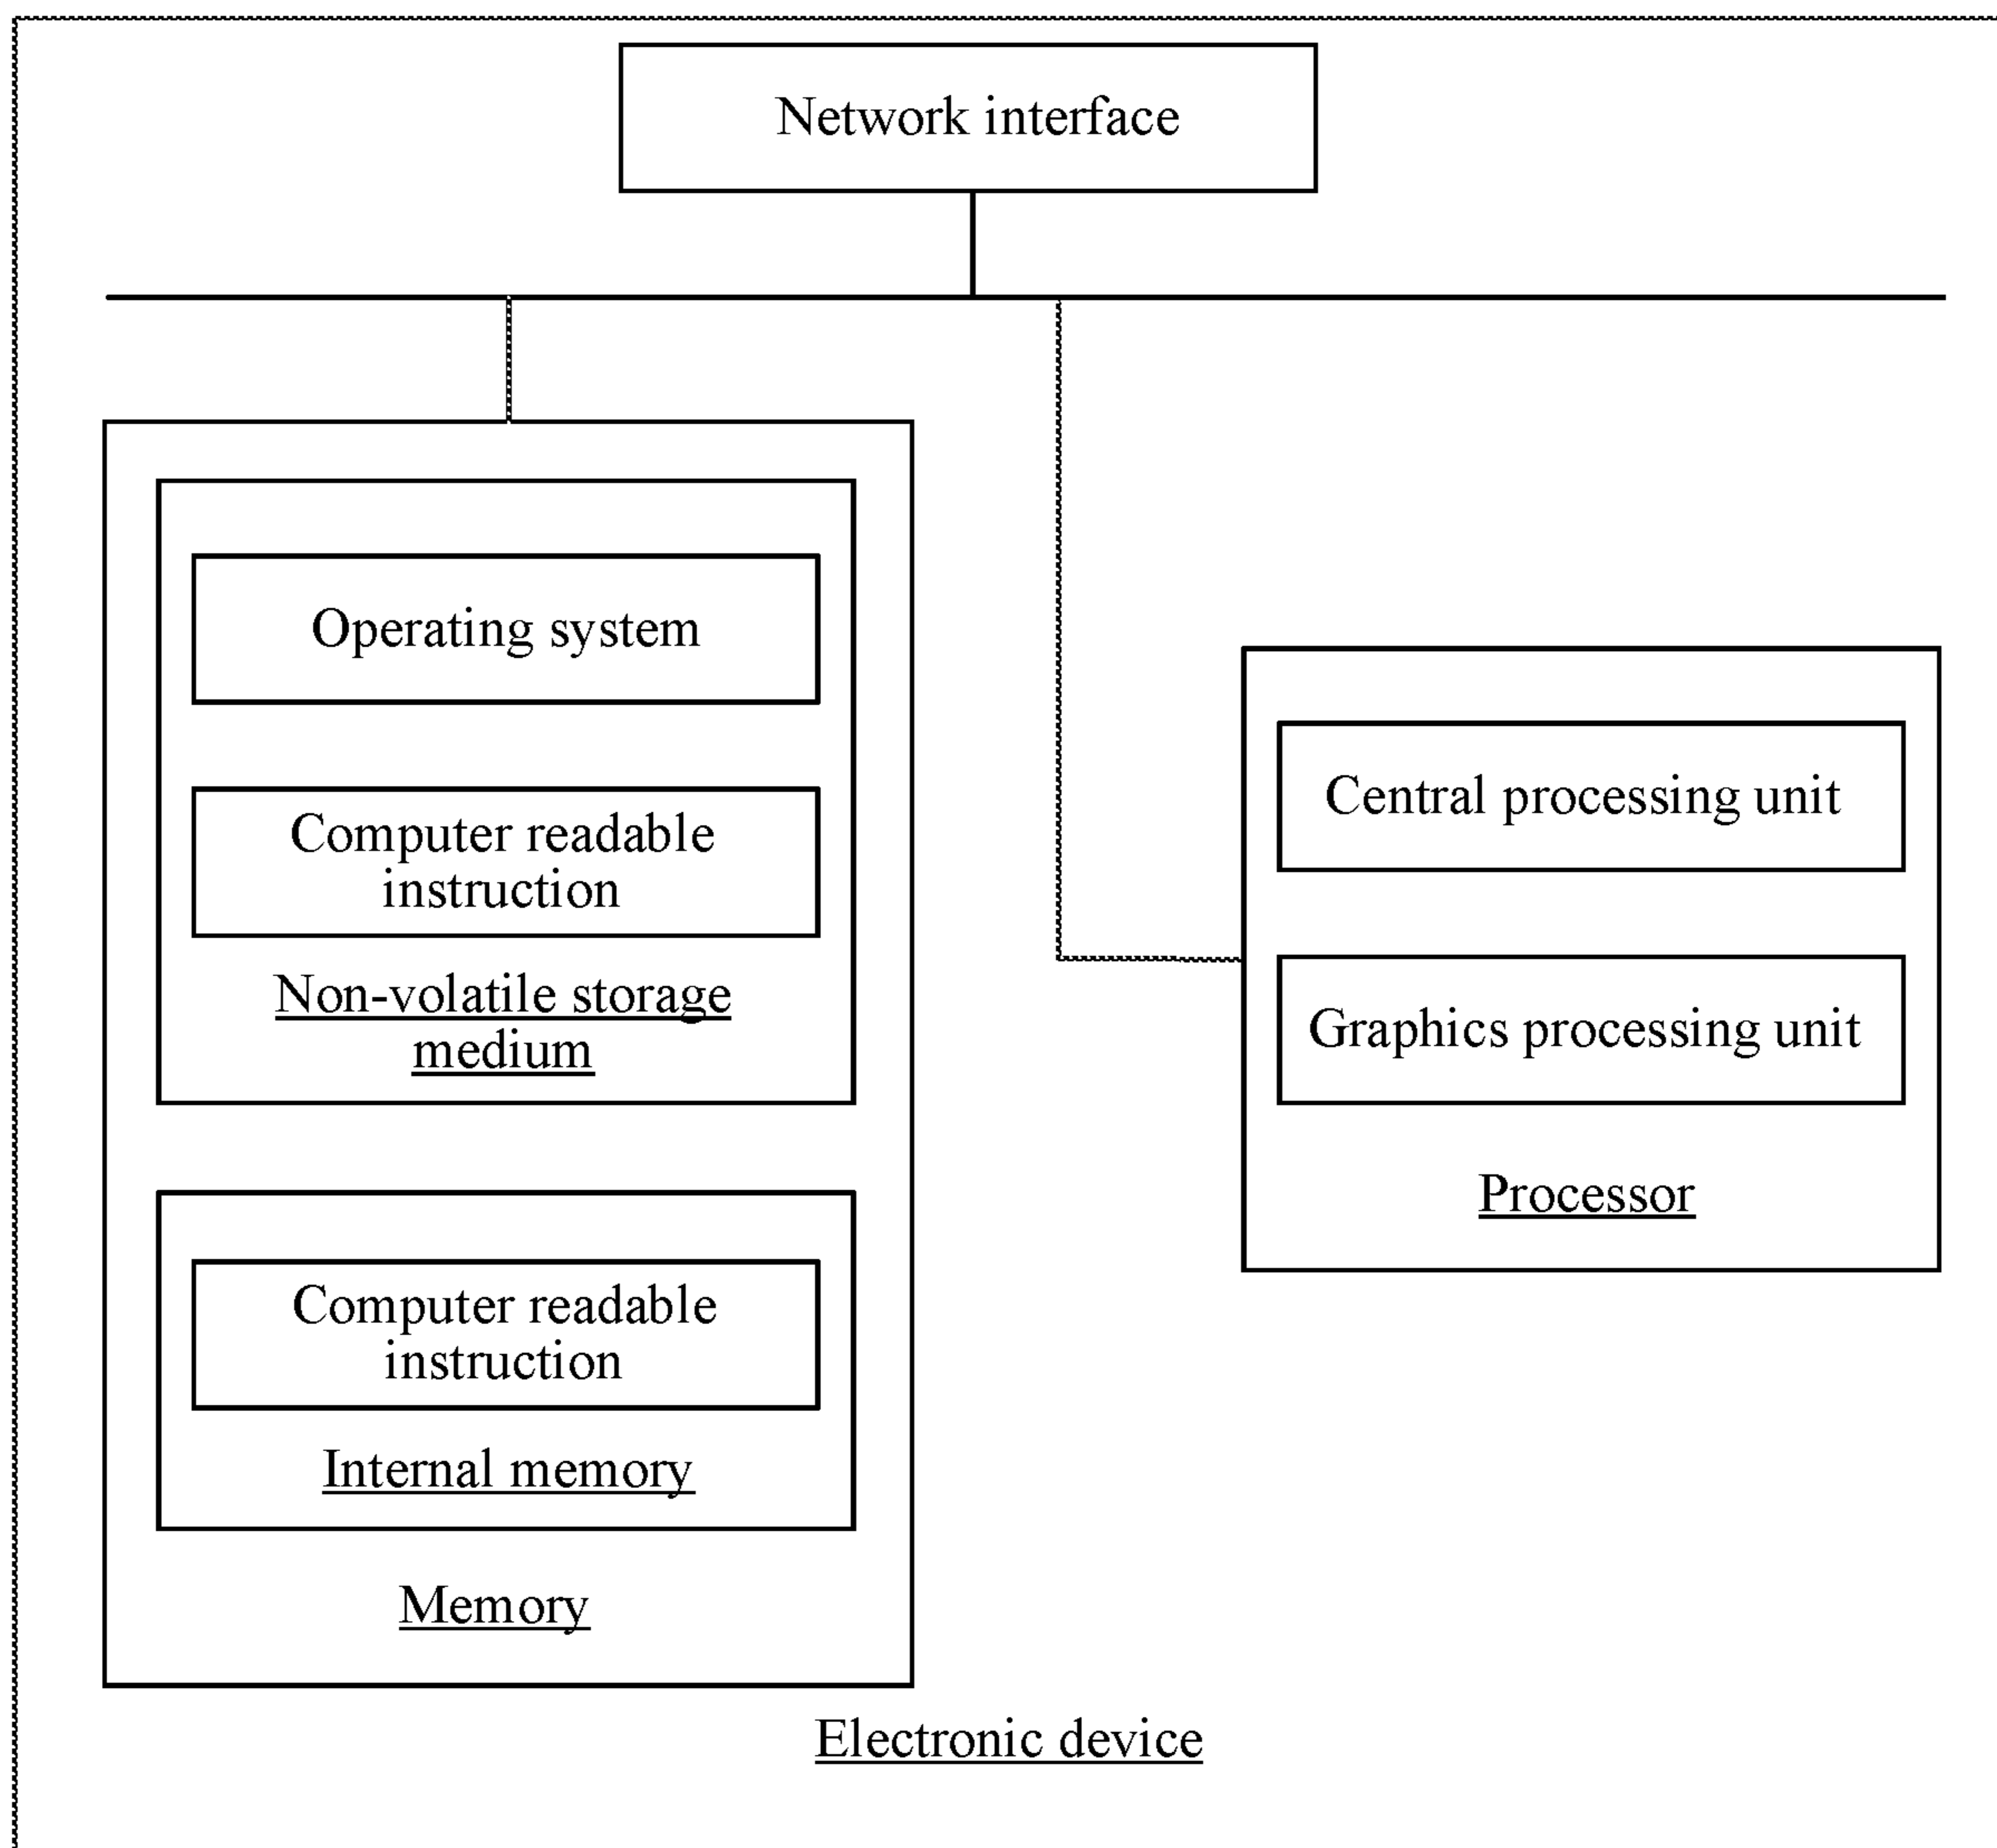 Network interface
Operating system
Computer readable
instruction
Non-volatile storage
medium
Computer readable
instruction
Internal memory
Memory
Central processing unit
Graphics processing unit
Processor
Electronic device